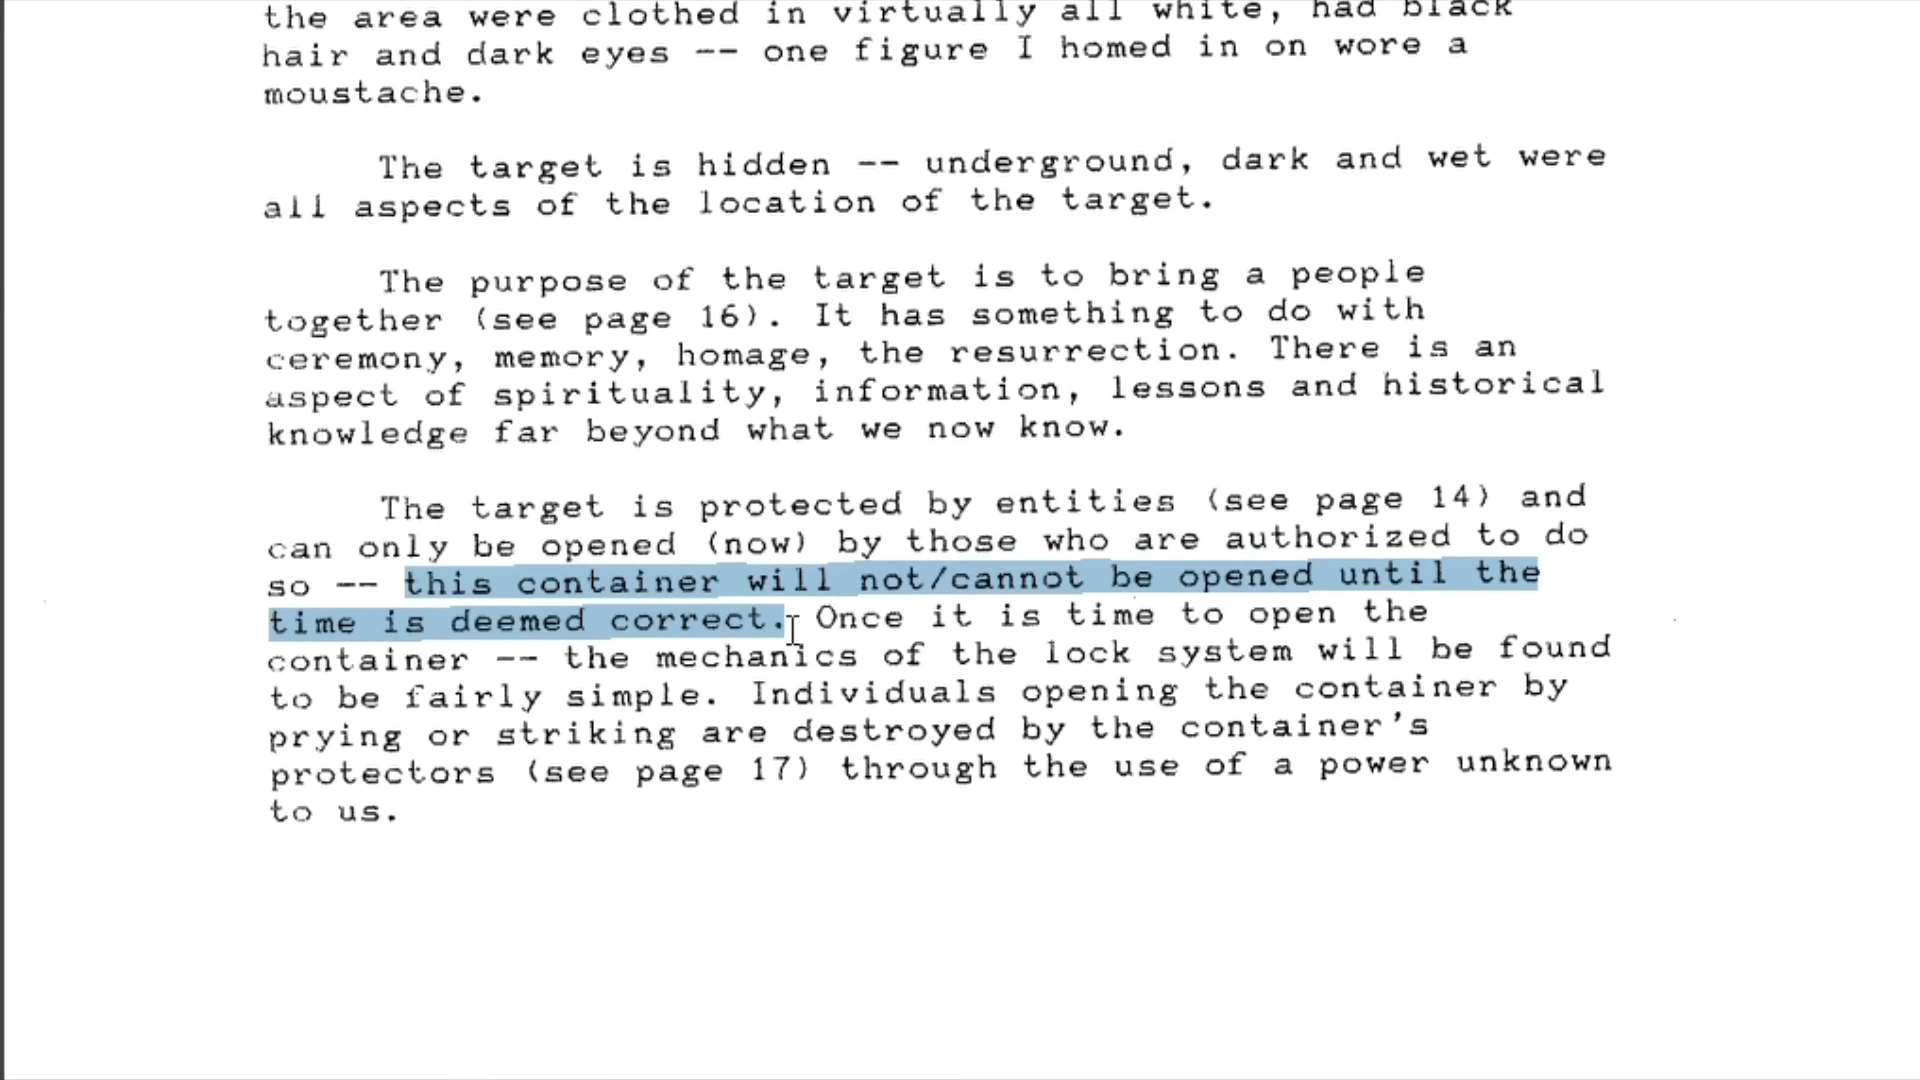 the area were clothed in virtually all white, had black
hair and dark eyes -- one figure I homed in on wore a
moustache.
The target is hidden -- underground, dark and wet were
all aspects of the location of the target.
The purpose of the target is to bring a people
together (see page 16). It has something to do with
ceremony, memory, homage, the resurrection. There is an
aspect of spirituality, information, lessons and historical
knowledge far beyond what we now know.
The target is protected by entities (see page 14) and
can only be opened (now) by those who are authorized to do
so -- this container will not/cannot be opened until the
time is deemed correct. Once it is time to open the
container -- the mechanics of the lock system will be found
to be fairly simple. Individuals opening the container by
prying or striking are destroyed by the container's
protectors (see page 17) through the use of a power unknown
to us.